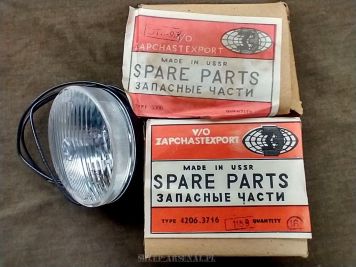 V/O
ZAPCHASTEXPORT
MADE IN USSR
SPARE PARTS
ЗАПАСНЫЕ ЧАСТИ
TYPE
V/O
ZAPCHASTEXPORT
MADE IN USSR
SPARE PARTS
ЗАПАСНЫЕ ЧАСТИ
TYPE 4206.3716 QUANTITY